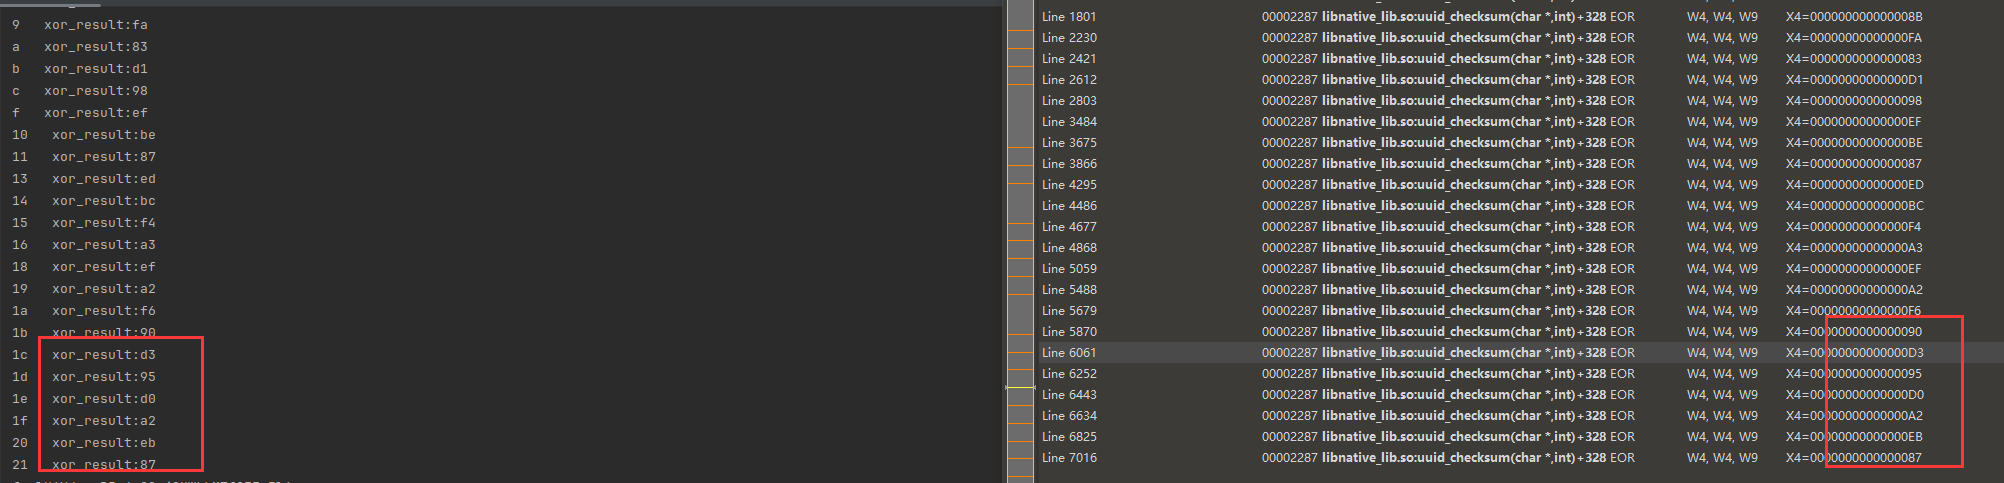 9 xor_result:fa
a xor_result:83
b xor_result:d1
c xor_result:98
f xor_result:ef
10 xor_result:be
11 xor_result:87
13 xor_result:ed
14 xor_result:bc
15 xor_result:f4
16 xor_result:a3
18 xor_result:ef
19 xor_result:a2
1a xor_result:f6
1b xor_result:90
1c xor_result:d3
1d xor_result:95
1e xor_result:d0
1f xor_result:a2
20 xor_result:eb
21 xor_result:87
Line 1801 00002287 libnative_lib.so:uuid_checksum(char *,int)+328 EOR W4, W4, W9 X4=000000000000008B
Line 2230 00002287 libnative_lib.so:uuid_checksum(char *,int)+328 EOR W4, W4, W9 X4=00000000000000FA
Line 2421 00002287 libnative_lib.so:uuid_checksum(char *,int)+328 EOR W4, W4, W9 X4=0000000000000083
Line 2612 00002287 libnative_lib.so:uuid_checksum(char *,int)+328 EOR W4, W4, W9 X4=00000000000000D1
Line 2803 00002287 libnative_lib.so:uuid_checksum(char *,int)+328 EOR W4, W4, W9 X4=0000000000000098
Line 3484 00002287 libnative_lib.so:uuid_checksum(char *,int)+328 EOR W4, W4, W9 X4=00000000000000EF
Line 3675 00002287 libnative_lib.so:uuid_checksum(char *,int)+328 EOR W4, W4, W9 X4=00000000000000BE
Line 3866 00002287 libnative_lib.so:uuid_checksum(char *,int)+328 EOR W4, W4, W9 X4=0000000000000087
Line 4295 00002287 libnative_lib.so:uuid_checksum(char *,int)+328 EOR W4, W4, W9 X4=00000000000000ED
Line 4486 00002287 libnative_lib.so:uuid_checksum(char *,int)+328 EOR W4, W4, W9 X4=00000000000000BC
Line 4677 00002287 libnative_lib.so:uuid_checksum(char *,int)+328 EOR W4, W4, W9 X4=00000000000000F4
Line 4868 00002287 libnative_lib.so:uuid_checksum(char *,int)+328 EOR W4, W4, W9 X4=00000000000000A3
Line 5059 00002287 libnative_lib.so:uuid_checksum(char *,int)+328 EOR W4, W4, W9 X4=00000000000000EF
Line 5488 00002287 libnative_lib.so:uuid_checksum(char *,int)+328 EOR W4, W4, W9 X4=00000000000000A2
Line 5679 00002287 libnative_lib.so:uuid_checksum(char *,int)+328 EOR W4, W4, W9 X4=00000000000000F6
Line 5870 00002287 libnative_lib.so:uuid_checksum(char *,int)+328 EOR W4, W4, W9 X4=0000000000000090
Line 6061 00002287 libnative_lib.so:uuid_checksum(char *,int)+328 EOR W4, W4, W9 X4=00000000000000D3
Line 6252 00002287 libnative_lib.so:uuid_checksum(char *,int)+328 EOR W4, W4, W9 X4=0000000000000095
Line 6443 00002287 libnative_lib.so:uuid_checksum(char *,int)+328 EOR W4, W4, W9 X4=00000000000000D0
Line 6634 00002287 libnative_lib.so:uuid_checksum(char *,int)+328 EOR W4, W4, W9 X4=00000000000000A2
Line 6825 00002287 libnative_lib.so:uuid_checksum(char *,int)+328 EOR W4, W4, W9 X4=00000000000000EB
Line 7016 00002287 libnative_lib.so:uuid_checksum(char *,int)+328 EOR W4, W4, W9 X4=0000000000000087